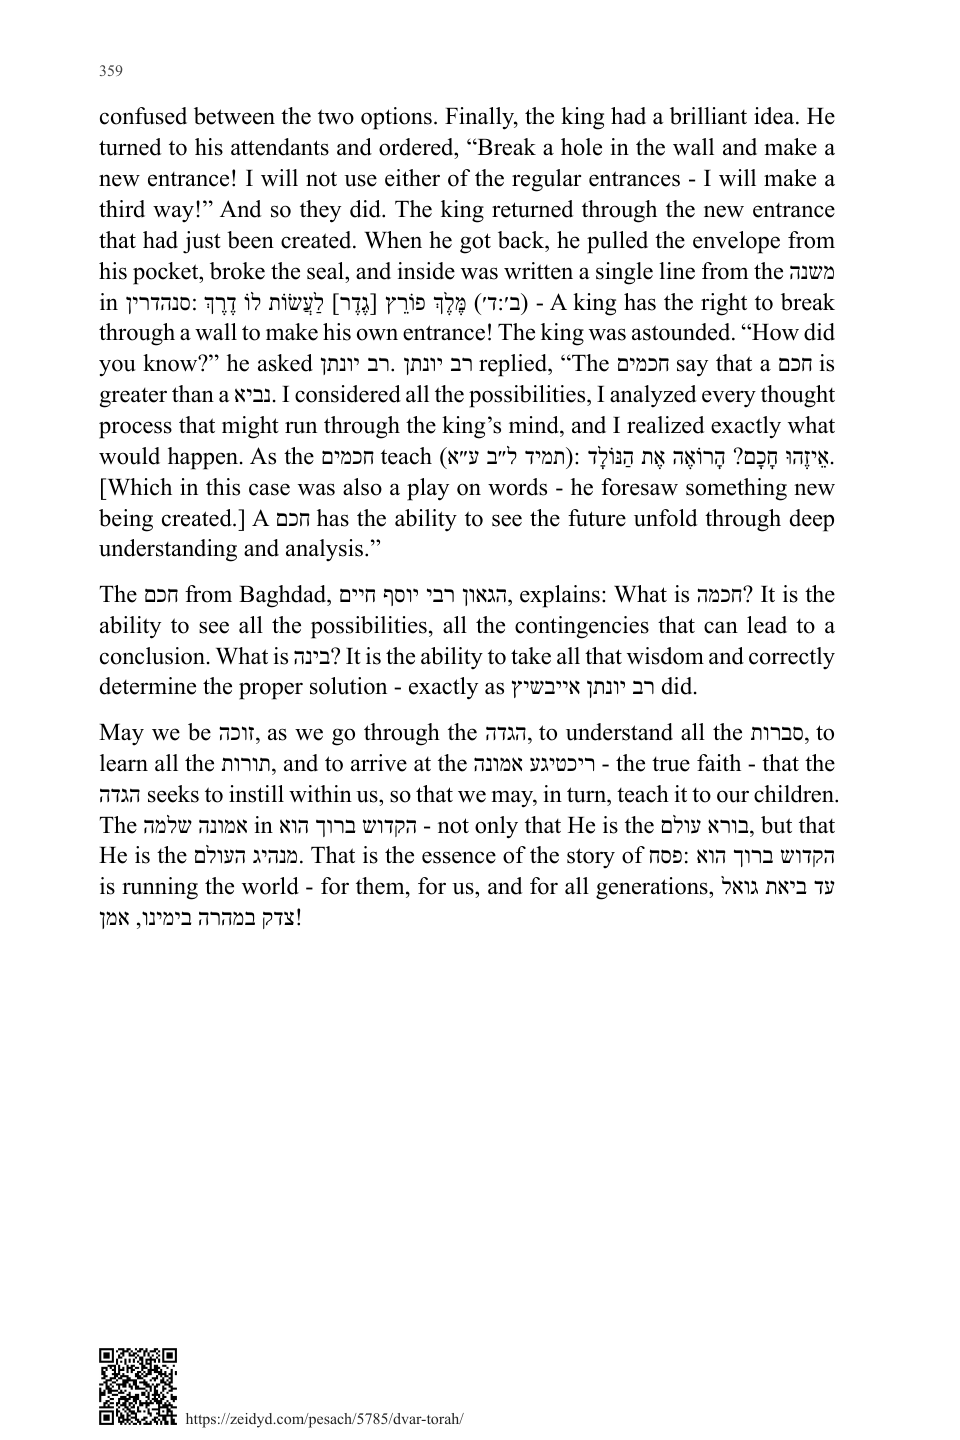 359
confused between the two options. Finally, the king had a brilliant idea. He
turned to his attendants and ordered, “Break a hole in the wall and make a
new entrance! I will not use either of the regular entrances - I will make a
third way!” And so they did. The king returned through the new entrance
that had just been created. When he got back, he pulled the envelope from
his pocket, broke the seal, and inside was written a single line from the משנה
in סנהדרין: (ב׳:ד׳) מֶּלֶךְ פוֹרֵץ [גֶּדֶר] לַעֲשׂוֹת לוֹ דֶרֶךְ - A king has the right to break
through a wall to make his own entrance! The king was astounded. “How did
you know?” he asked רב יונתן. רב יונתן replied, “The חכמים say that a חכם is
greater than a נביא. I considered all the possibilities, I analyzed every thought
process that might run through the king’s mind, and I realized exactly what
would happen. As the חכמים teach (תמיד ל״ב ע״א): אֵיזֶהוּ חָכָם? הָרוֹאֶה אֶת הַנּוֹלָד.
[Which in this case was also a play on words - he foresaw something new
being created.] A חכם has the ability to see the future unfold through deep
understanding and analysis.”
The חכם from Baghdad, הגאון רבי יוסף חיים, explains: What is חכמה? It is the
ability to see all the possibilities, all the contingencies that can lead to a
conclusion. What is בינה? It is the ability to take all that wisdom and correctly
determine the proper solution - exactly as רב יונתן אייבשיץ did.
May we be זוכה, as we go through the הגדה, to understand all the סברות, to
learn all the תורות, and to arrive at the ריכטיגע אמונה - the true faith - that the
הגדה seeks to instill within us, so that we may, in turn, teach it to our children.
The אמונה שלמה in הקדוש ברוך הוא - not only that He is the בורא עולם, but that
He is the מנהיג העולם. That is the essence of the story of פסח: הקדוש ברוך הוא
is running the world - for them, for us, and for all generations, עד ביאת גואל
צדק במהרה בימינו, אמן!
https://zeidyd.com/pesach/5785/dvar-torah/